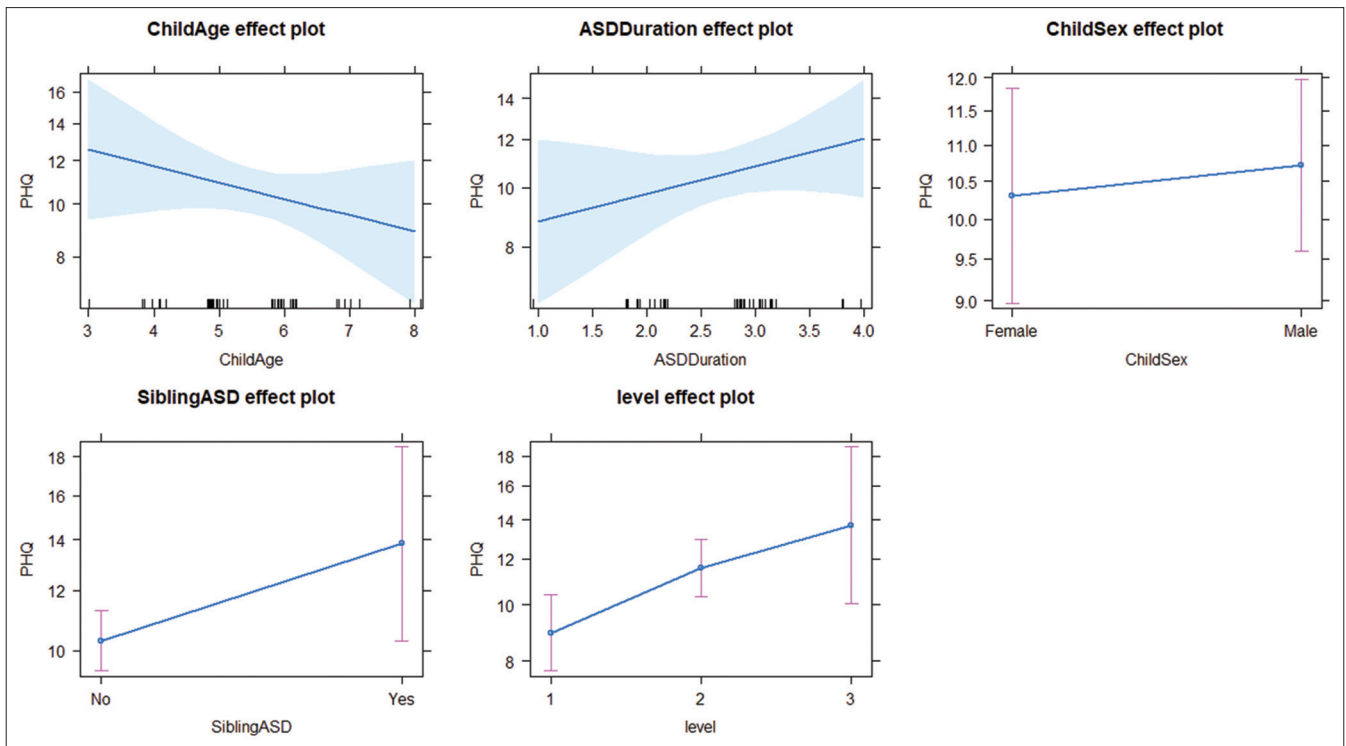 ChildAge effect plot
PHQ
16
14
12
10
8
3 4 5 6 7 8
ChildAge
ASDDuration effect plot
PHQ
14
12
10
8
1.0 1.5 2.0 2.5 3.0 3.5 4.0
ASDDuration
ChildSex effect plot
PHQ
12.0
11.5
11.0
10.5
10.0
9.5
9.0
Female Male
ChildSex
SiblingASD effect plot
PHQ
18
16
14
12
10
No Yes
SiblingASD
level effect plot
PHQ
18
16
14
12
10
8
1 2 3
level